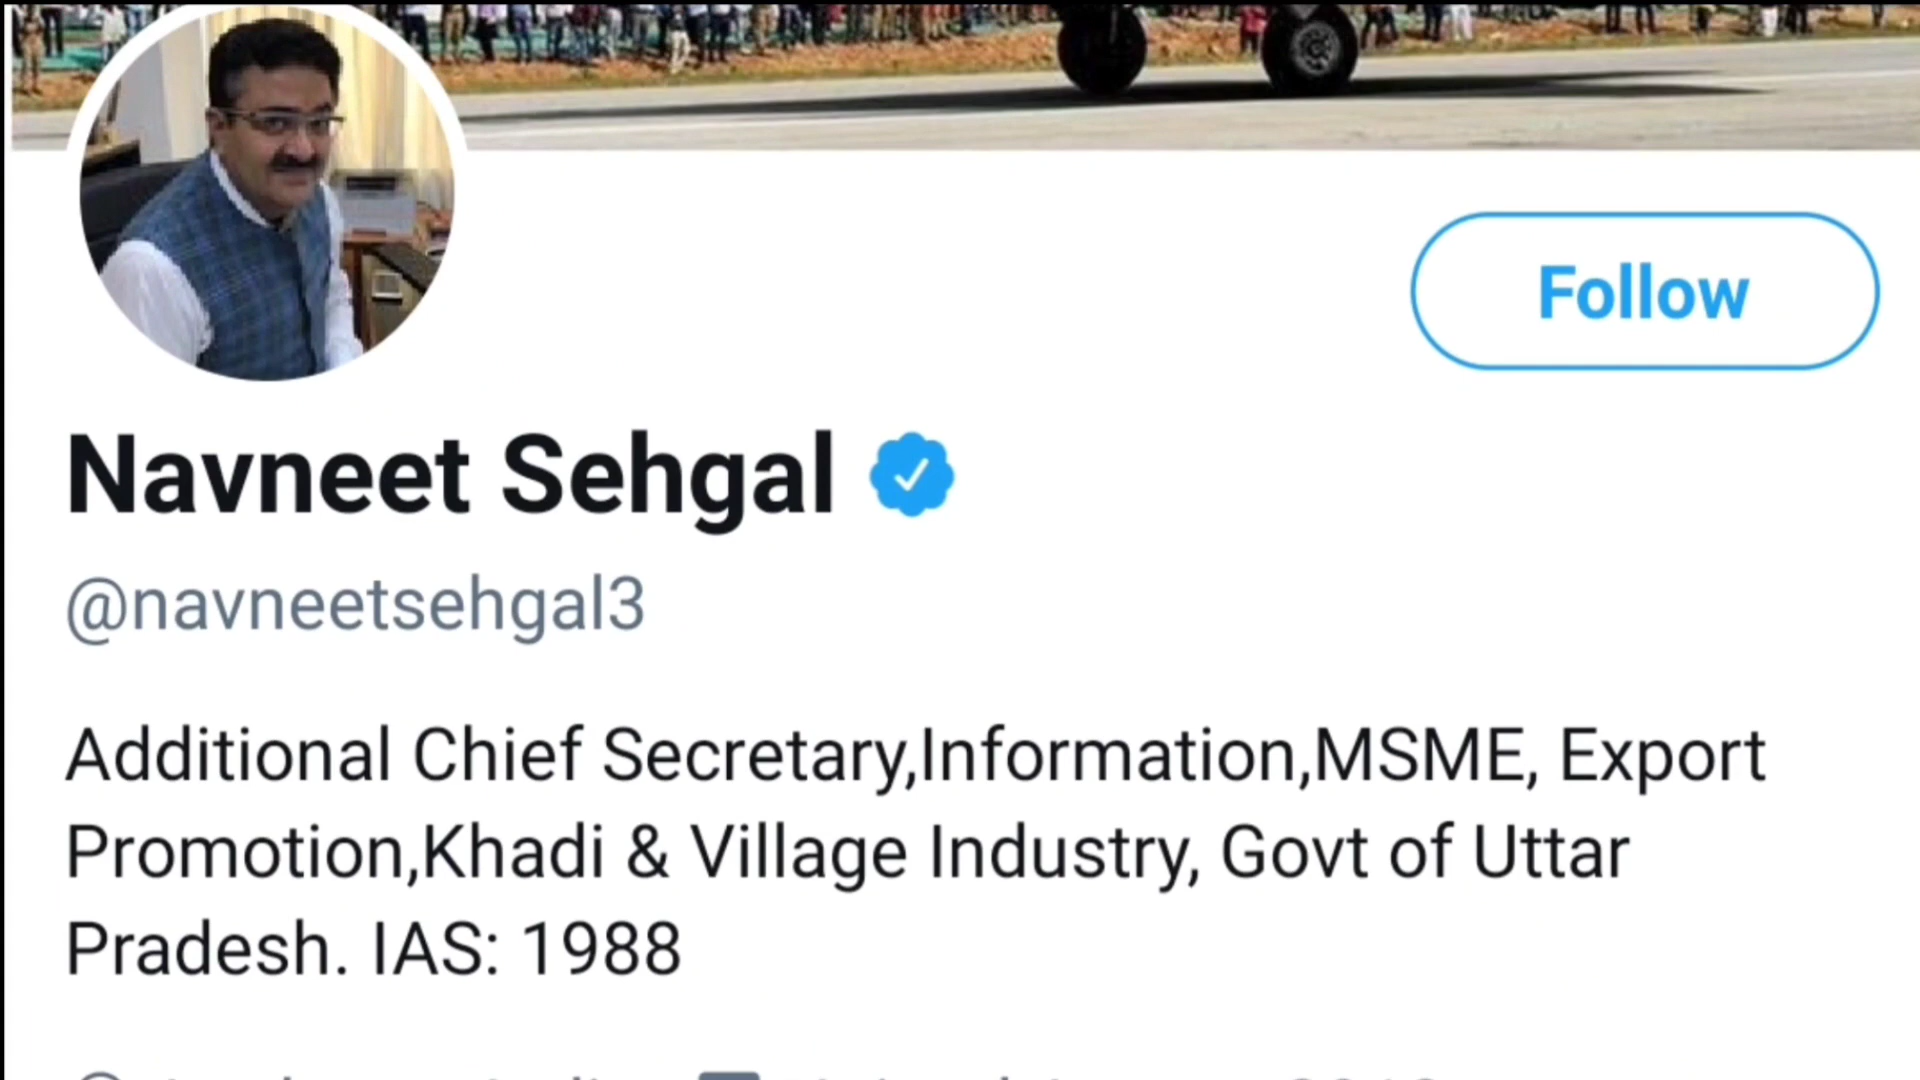 Follow
Navneet Sehgal
@navneetsehgal3
Additional Chief Secretary,Information,MSME, Export
Promotion,Khadi & Village Industry, Govt of Uttar
Pradesh. IAS: 1988